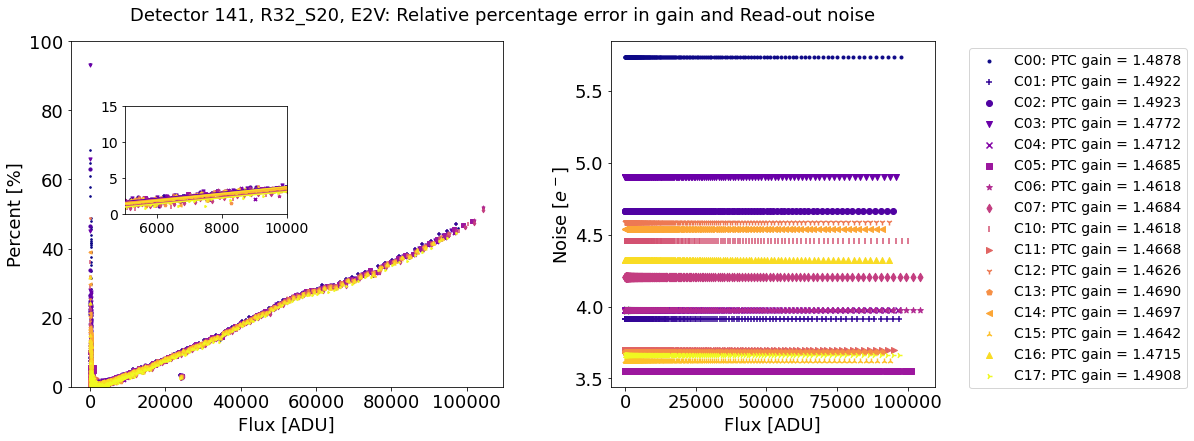 Detector 141, R32_S20, E2V: Relative percentage error in gain and Read-out noise
Percent [%]
100
80
60
40
20
0
0 20000 40000 60000 80000 100000
Flux [ADU]
15
10
5
0
6000 8000 10000
Noise [e⁻]
5.5
5.0
4.5
4.0
3.5
0 25000 50000 75000 100000
Flux [ADU]
C00: PTC gain = 1.4878
C01: PTC gain = 1.4922
C02: PTC gain = 1.4923
C03: PTC gain = 1.4772
C04: PTC gain = 1.4712
C05: PTC gain = 1.4685
C06: PTC gain = 1.4618
C07: PTC gain = 1.4684
C10: PTC gain = 1.4618
C11: PTC gain = 1.4668
C12: PTC gain = 1.4626
C13: PTC gain = 1.4690
C14: PTC gain = 1.4697
C15: PTC gain = 1.4642
C16: PTC gain = 1.4715
C17: PTC gain = 1.4908